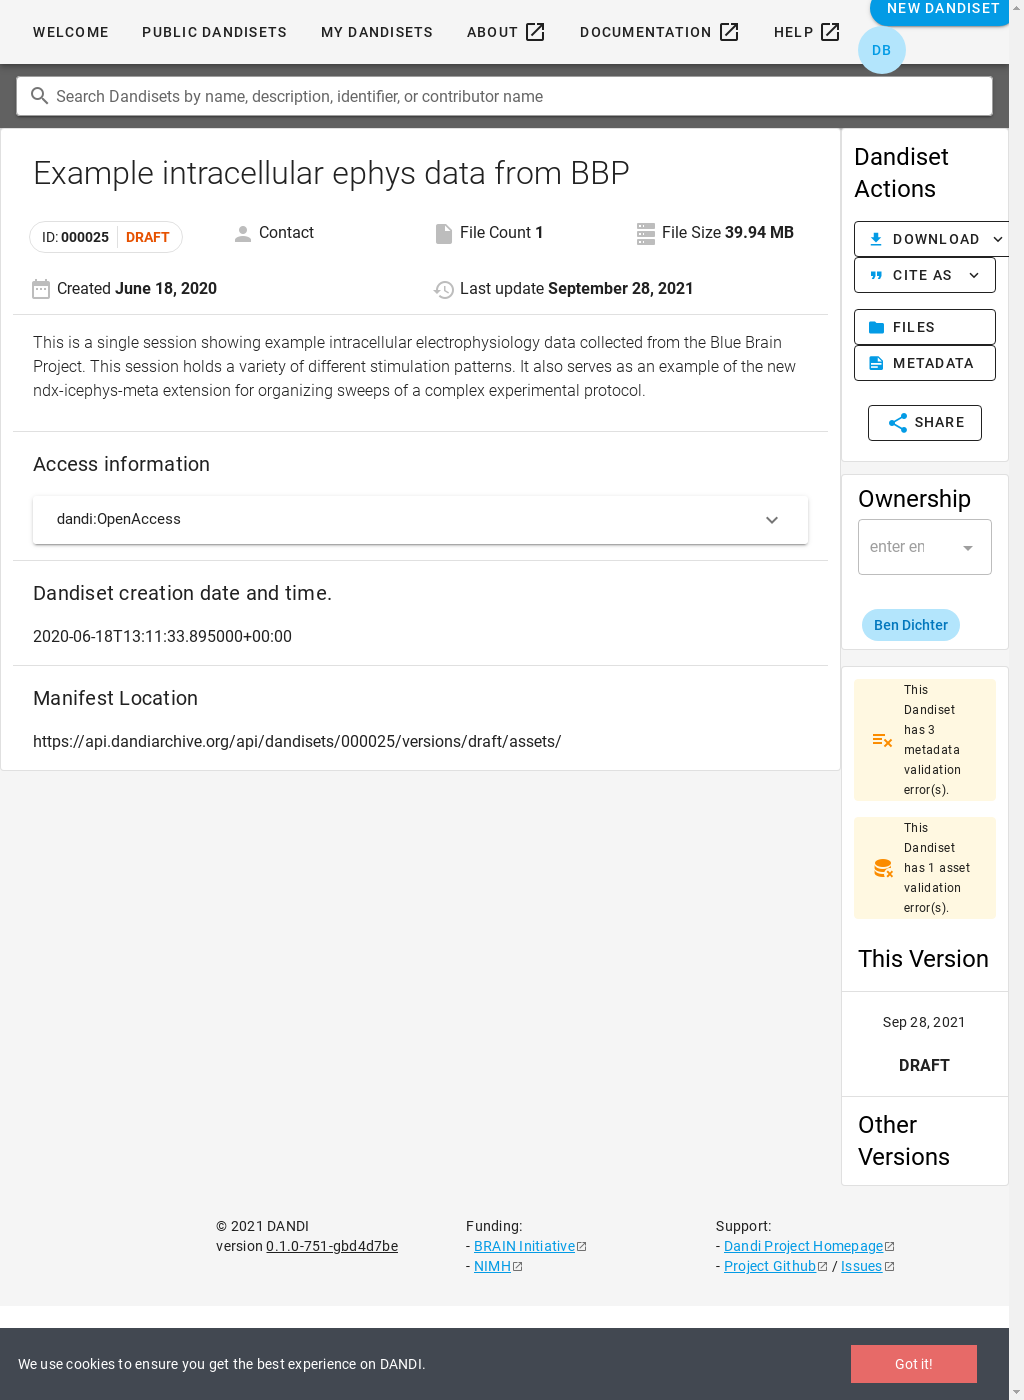 WELCOME PUBLIC DANDISETS MY DANDISETS ABOUT DOCUMENTATION HELP NEW DANDISET
DB
Search Dandisets by name, description, identifier, or contributor name
Example intracellular ephys data from BBP
ID: 000025 DRAFT
Contact
File Count 1
File Size 39.94 MB
Created June 18, 2020
Last update September 28, 2021
This is a single session showing example intracellular electrophysiology data collected from the Blue Brain
Project. This session holds a variety of different stimulation patterns. It also serves as an example of the new
ndx-icephys-meta extension for organizing sweeps of a complex experimental protocol.
Access information
dandi:OpenAccess
Dandiset creation date and time.
2020-06-18T13:11:33.895000+00:00
Manifest Location
https://api.dandiarchive.org/api/dandisets/000025/versions/draft/assets/
Dandiset
Actions
DOWNLOAD
CITE AS
FILES
METADATA
SHARE
Ownership
enter en
Ben Dichter
This
Dandiset
has 3
metadata
validation
error(s).
This
Dandiset
has 1 asset
validation
error(s).
This Version
Sep 28, 2021
DRAFT
Other
Versions
© 2021 DANDI
version 0.1.0-751-gbd4d7be
Funding:
- BRAIN Initiative
- NIMH
Support:
- Dandi Project Homepage
- Project Github / Issues
We use cookies to ensure you get the best experience on DANDI.
Got it!